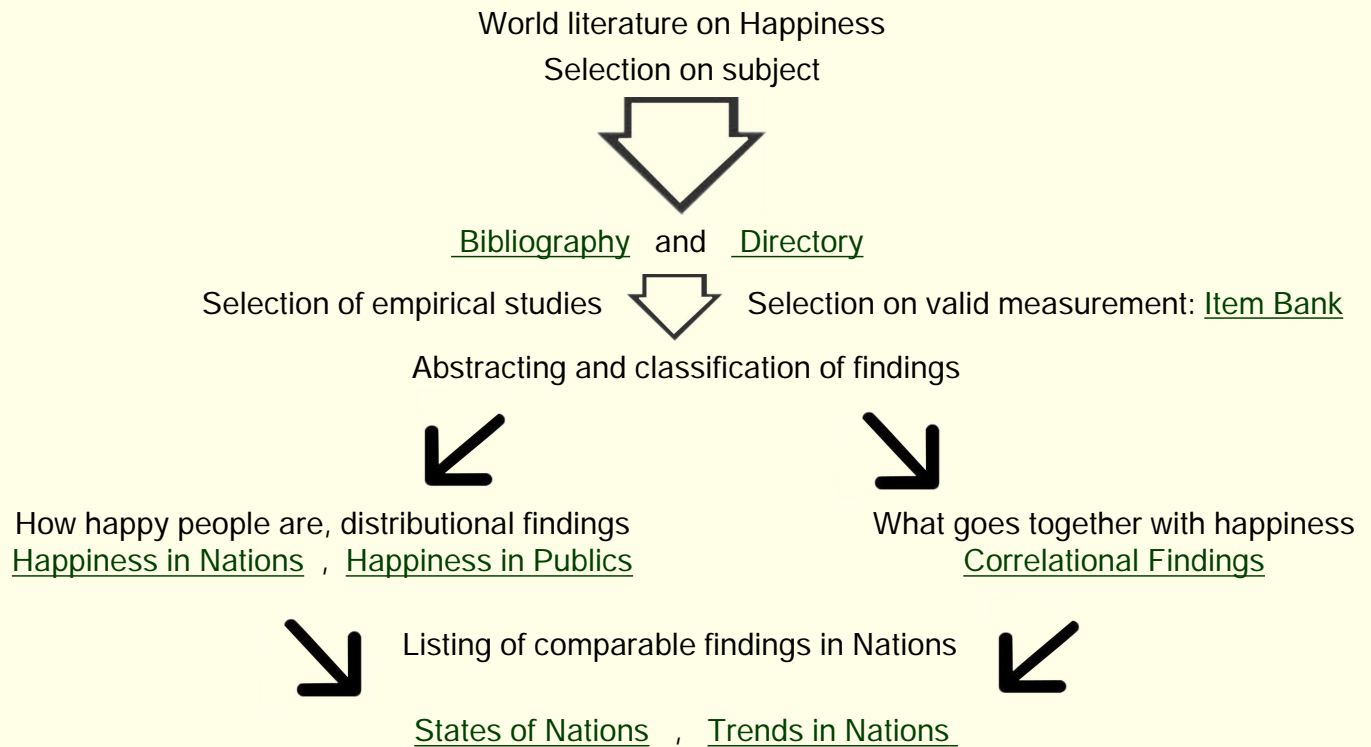 World literature on Happiness
Selection on subject
Bibliography and Directory
Selection of empirical studies Selection on valid measurement: Item Bank
Abstracting and classification of findings
How happy people are, distributional findings What goes together with happiness
Happiness in Nations , Happiness in Publics Correlational Findings
Listing of comparable findings in Nations
States of Nations , Trends in Nations